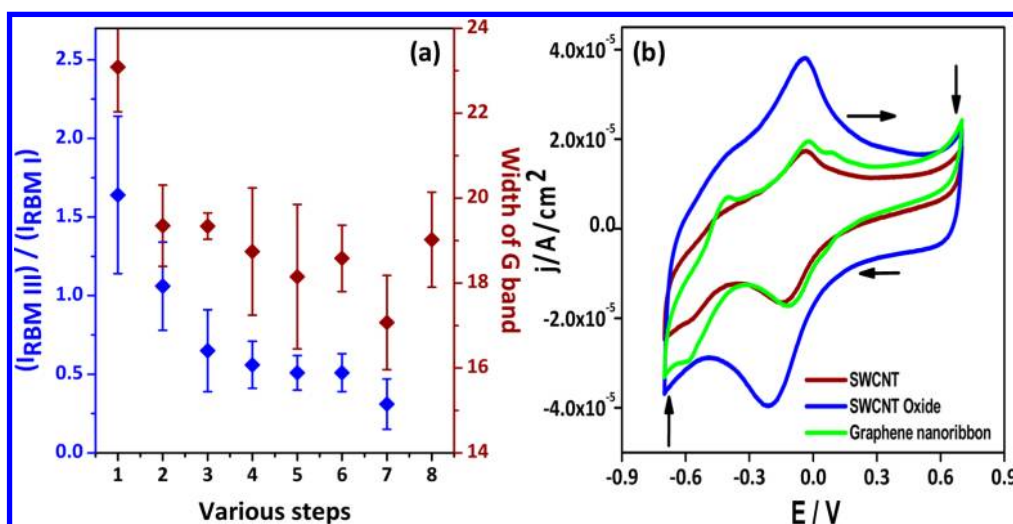 (a)
(IRBM III) / (IRBM I)
2.5
2.0
1.5
1.0
0.5
0.0
24
22
20
18
16
14
Width of G band
1 2 3 4 5 6 7 8
Various steps
(b)
j/A/cm²
4.0x10⁻⁵
2.0x10⁻⁵
0.0
-2.0x10⁻⁵
-4.0x10⁻⁵
SWCNT
SWCNT Oxide
Graphene nanoribbon
-0.9 -0.6 -0.3 0.0 0.3 0.6 0.9
E / V